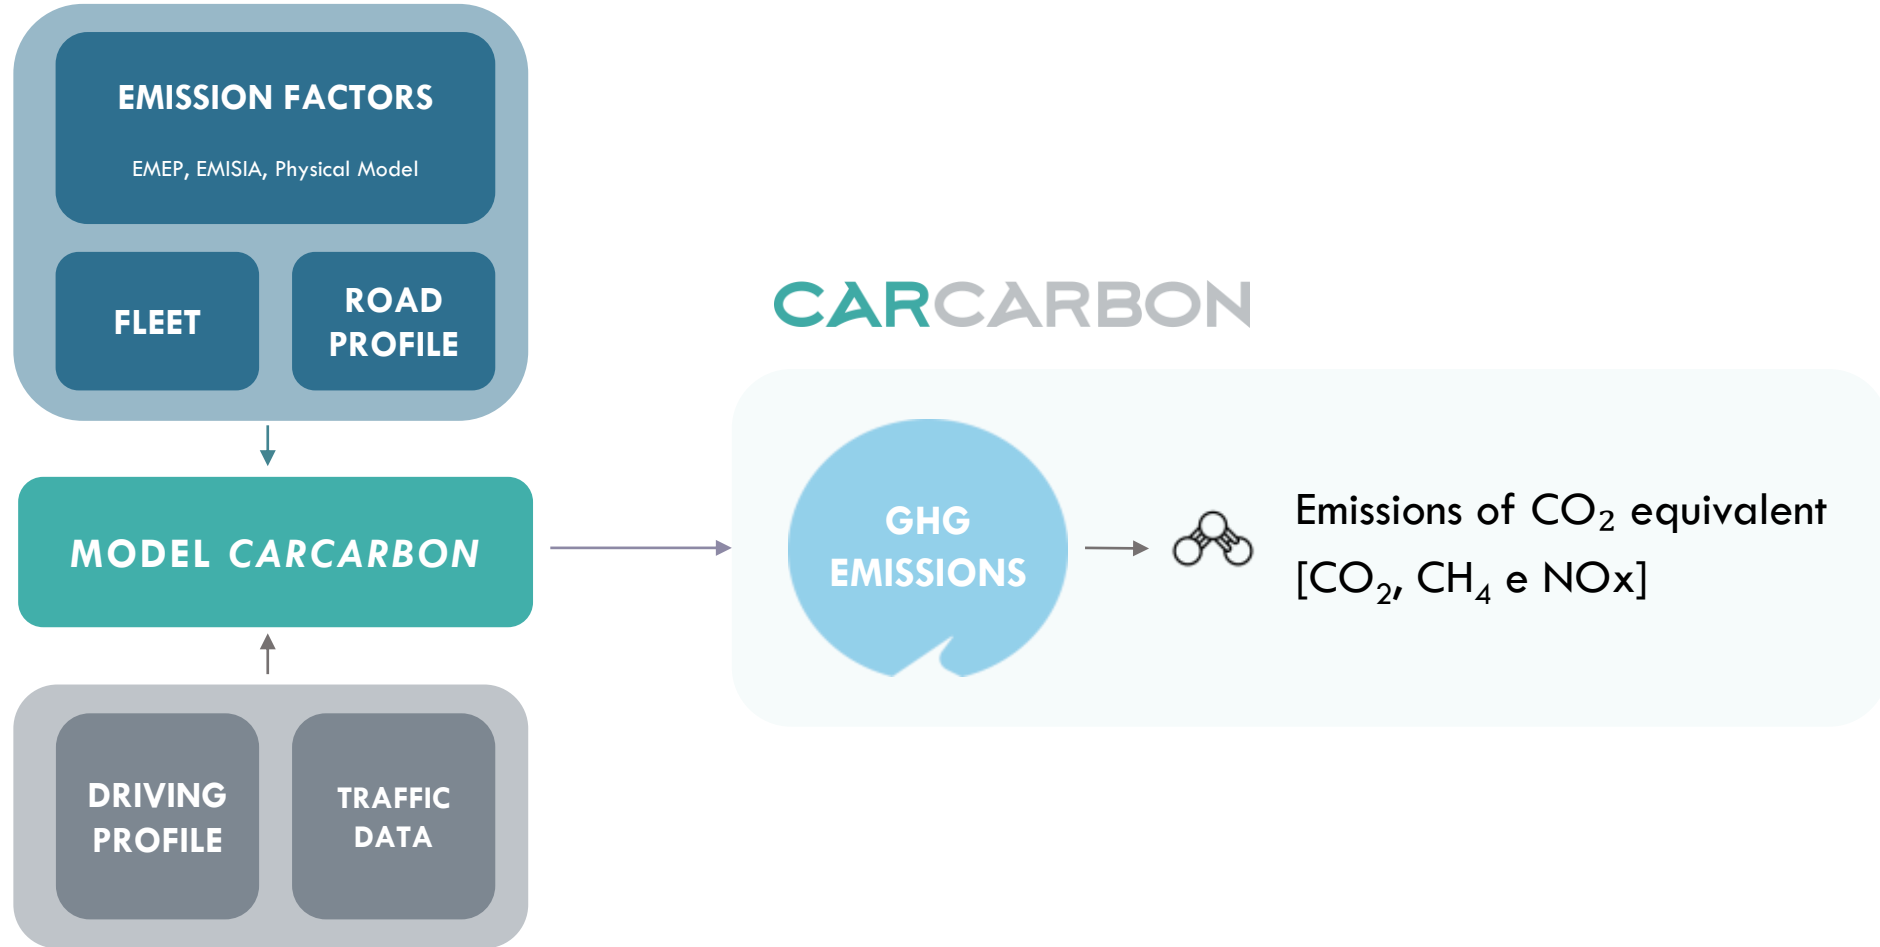 EMISSION FACTORS
EMEP, EMISIA, Physical Model
FLEET
ROAD
PROFILE
MODEL CARCARBON
DRIVING
PROFILE
TRAFFIC
DATA
CARCARBON
GHG
EMISSIONS
Emissions of CO₂ equivalent
[CO₂, CH₄ e NOx]